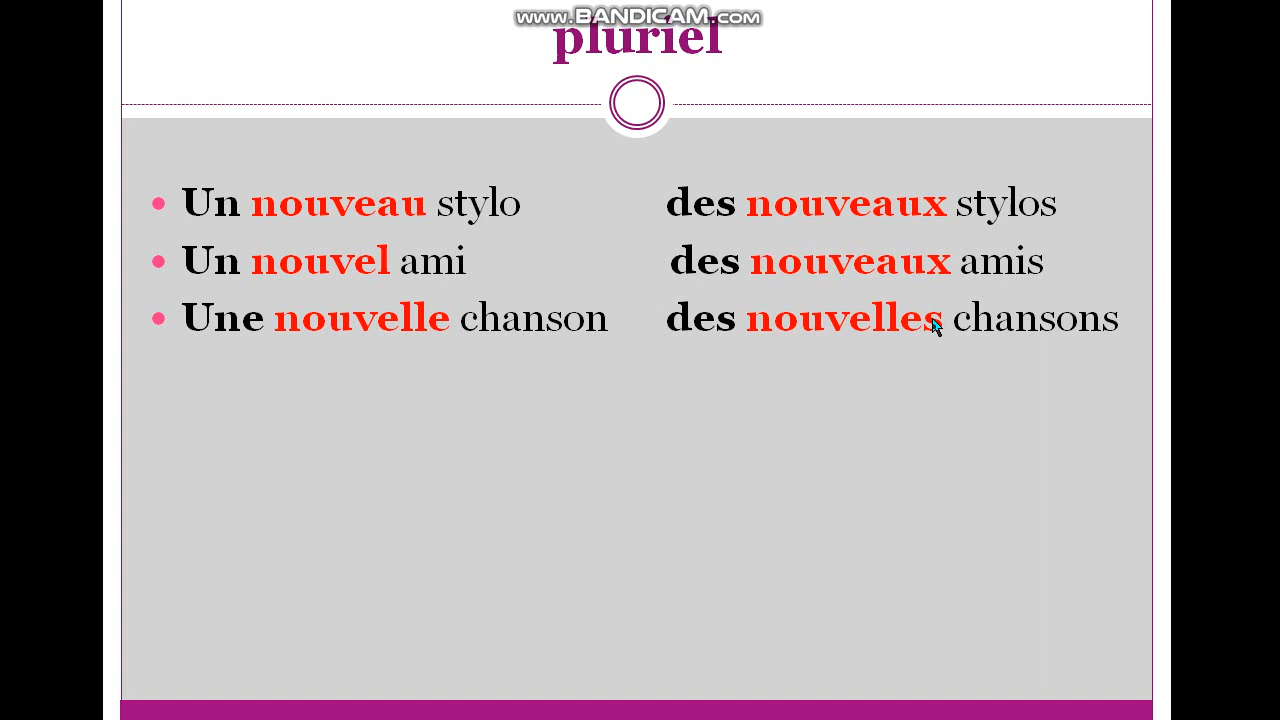 www.BANDICAM.com
pluriel
• Un nouveau stylo des nouveaux stylos
• Un nouvel ami des nouveaux amis
• Une nouvelle chanson des nouvelles chansons